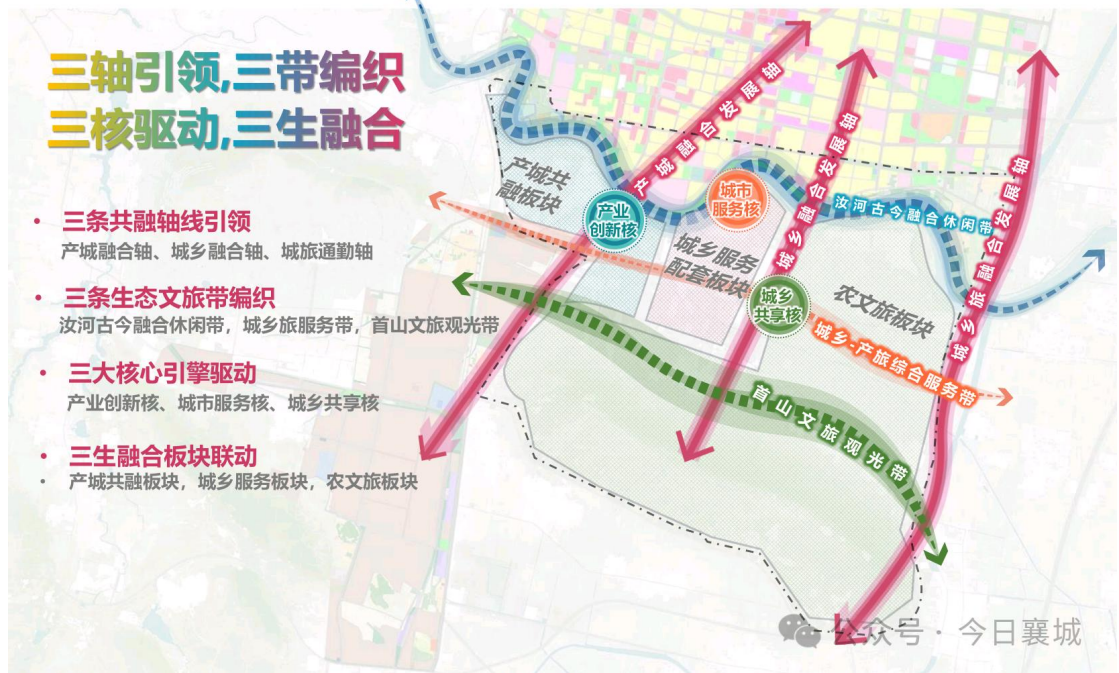 三轴引领,三带编织
三核驱动,三生融合
• 三条共融轴线引领
产城融合轴、城乡融合轴、城旅通勤轴
• 三条生态文旅带编织
汝河古今融合休闲带，城乡旅服务带，首山文旅观光带
• 三大核心引擎驱动
产业创新核、城市服务核、城乡共享核
• 三生融合板块联动
• 产城共融板块，城乡服务板块，农文旅板块
产城共
融板块
产业
创新核
产城融合发展轴
城市
服务核
城乡服务
配套板块
城乡融合发展轴
城乡
共享核
汝河古今融合休闲带
农文旅板块
城乡旅融合发展轴
城乡-产旅综合服务带
首山文旅观光带
公众号 · 今日襄城